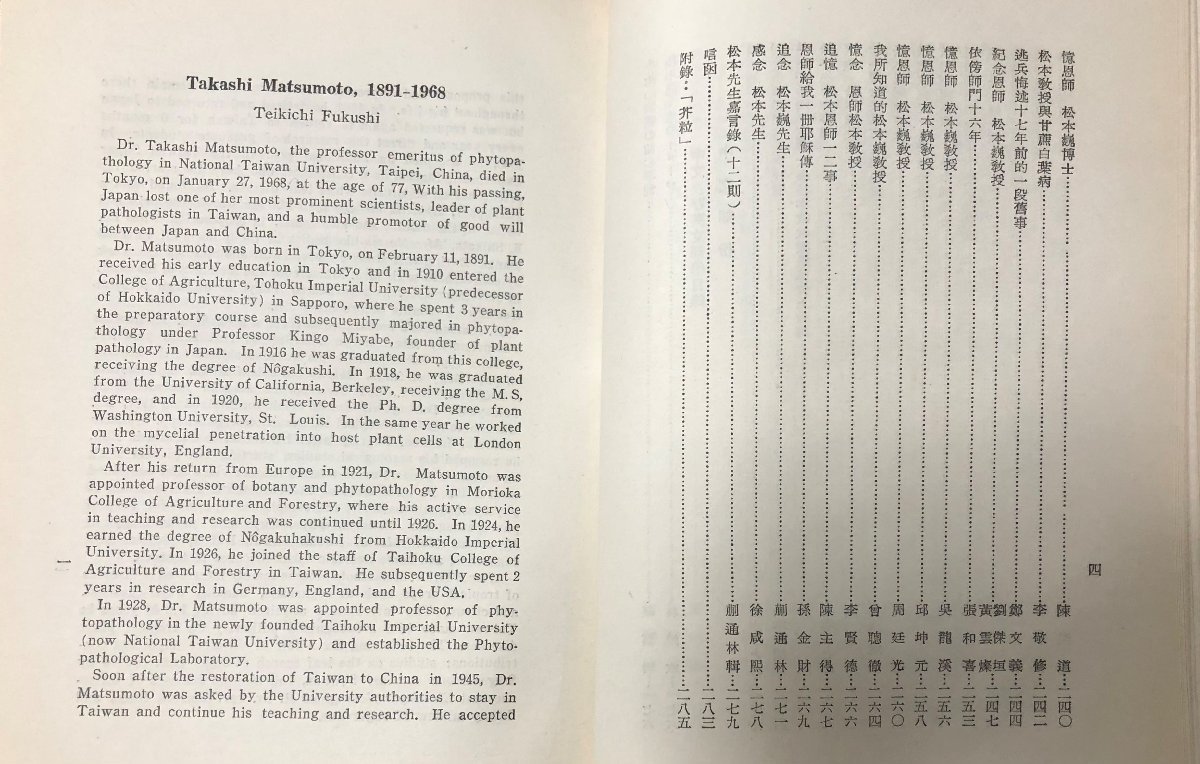 憶恩師　松本巍博士……陳　道…二四〇
松本教授與甘蔗白葉病……李敬修…二四二
逃兵悔述十七年前的一段舊事……鄭文義…二四四
紀念恩師　松本巍教授……劉傑垣 黃雲燦…二四七
依傍師門十六年……張和喜…二五三
憶恩師　松本巍教授……吳龍溪…二五六
憶恩師　松本巍教授……邱坤元…二五八
憶恩師　松本巍教授……周廷光…二六〇
我所知道的松本巍教授……曾聰徹…二六四
憶念　恩師松本教授……李賢德…二六六
追憶　松本恩師一二事……陳主得…二六七
恩師給我一冊耶穌傳……孫金財…二六九
追念　松本巍先生……蒯通林…二七一
感念　松本先生……徐咸熙…二七八
松本先生嘉言錄（十二則）……蒯通林輯…二七九
唁函……二八三
附錄：「芥粒」……二八五
四
Takashi Matsumoto, 1891-1968
Teikichi Fukushi
Dr. Takashi Matsumoto, the professor emeritus of phytopa-
thology in National Taiwan University, Taipei, China, died in
Tokyo, on January 27, 1968, at the age of 77, With his passing,
Japan lost one of her most prominent scientists, leader of plant
pathologists in Taiwan, and a humble promotor of good will
between Japan and China.
Dr. Matsumoto was born in Tokyo, on February 11, 1891. He
received his early education in Tokyo and in 1910 entered the
College of Agriculture, Tohoku Imperial University (predecessor
of Hokkaido University) in Sapporo, where he spent 3 years in
the preparatory course and subsequently majored in phytopa-
thology under Professor Kingo Miyabe, founder of plant
pathology in Japan. In 1916 he was graduated from this college,
receiving the degree of Nôgakushi. In 1918, he was graduated
from the University of California, Berkeley, receiving the M. S,
degree, and in 1920, he received the Ph. D. degree from
Washington University, St. Louis. In the same year he worked
on the mycelial penetration into host plant cells at London
University, England.
After his return from Europe in 1921, Dr. Matsumoto was
appointed professor of botany and phytopathology in Morioka
College of Agriculture and Forestry, where his active service
in teaching and research was continued until 1926. In 1924, he
earned the degree of Nôgakuhakushi from Hokkaido Imperial
University. In 1926, he joined the staff of Taihoku College of
Agriculture and Forestry in Taiwan. He subsequently spent 2
years in research in Germany, England, and the USA.
In 1928, Dr. Matsumoto was appointed professor of phy-
topathology in the newly founded Taihoku Imperial University
(now National Taiwan University) and established the Phyto-
pathological Laboratory.
Soon after the restoration of Taiwan to China in 1945, Dr.
Matsumoto was asked by the University authorities to stay in
Taiwan and continue his teaching and research. He accepted
一